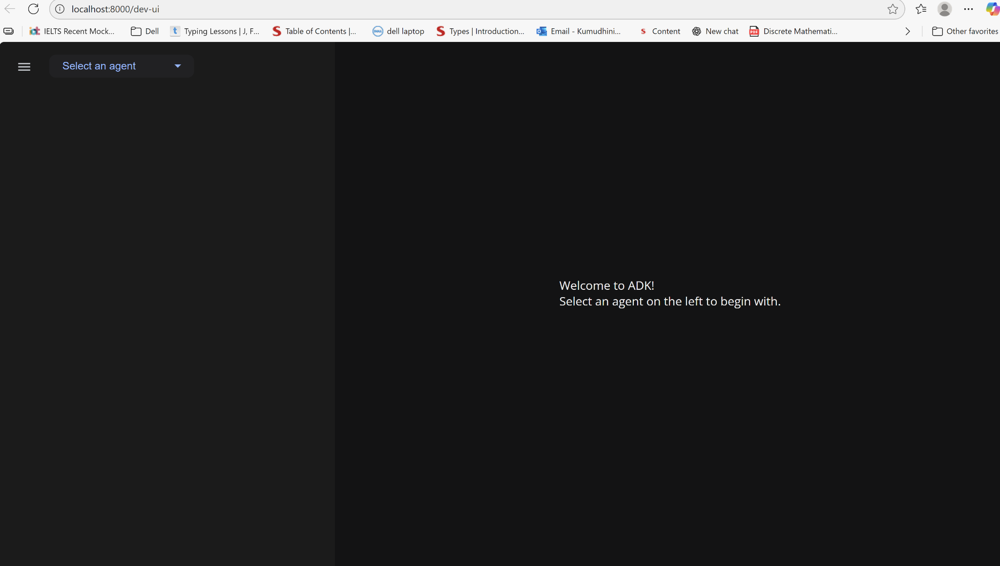 localhost:8000/dev-ui
IELTS Recent Mock... Dell Typing Lessons | J, F... Table of Contents |... dell laptop Types | Introduction... Email - Kumudhini... Content New chat Discrete Mathemati... Other favorites
Select an agent
Welcome to ADK!
Select an agent on the left to begin with.